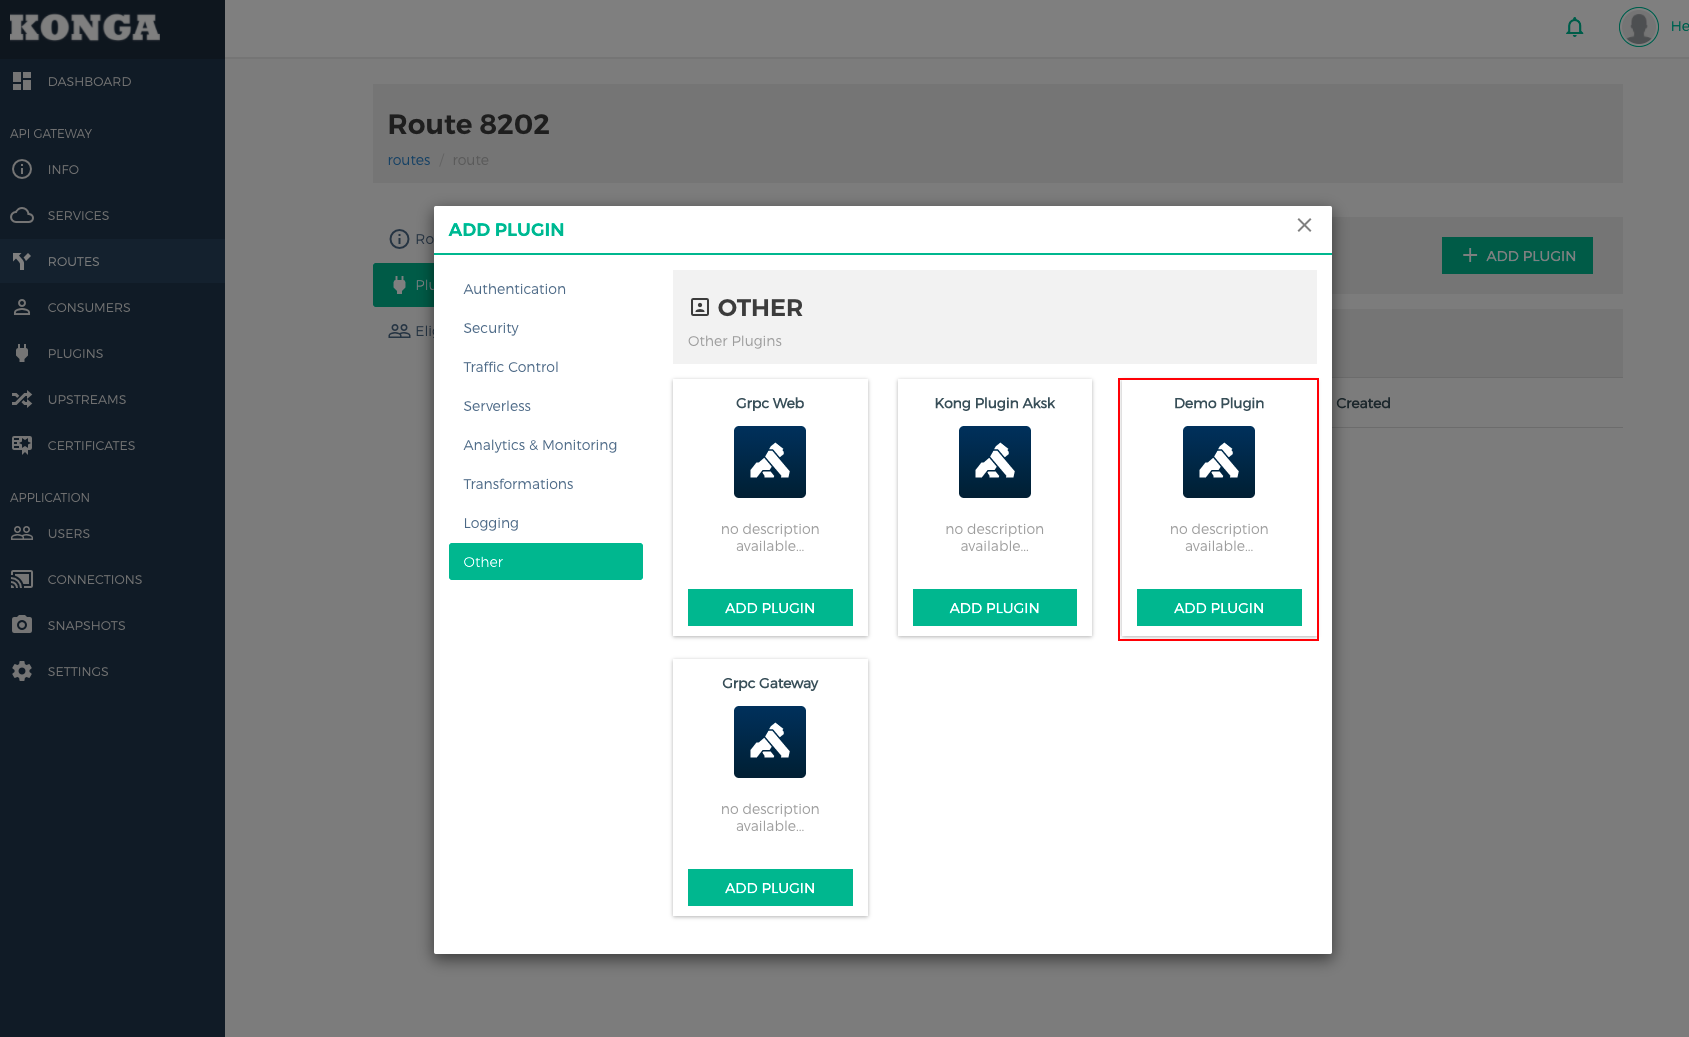 KONGA
He
DASHBOARD
API GATEWAY
INFO
SERVICES
ROUTES
CONSUMERS
PLUGINS
UPSTREAMS
CERTIFICATES
APPLICATION
USERS
CONNECTIONS
SNAPSHOTS
SETTINGS
Route 8202
routes / route
Ro
Plu
Eli
+ ADD PLUGIN
Created
ADD PLUGIN
Authentication
Security
Traffic Control
Serverless
Analytics & Monitoring
Transformations
Logging
Other
OTHER
Other Plugins
Grpc Web
no description
available...
ADD PLUGIN
Kong Plugin Aksk
no description
available...
ADD PLUGIN
Demo Plugin
no description
available...
ADD PLUGIN
Grpc Gateway
no description
available...
ADD PLUGIN